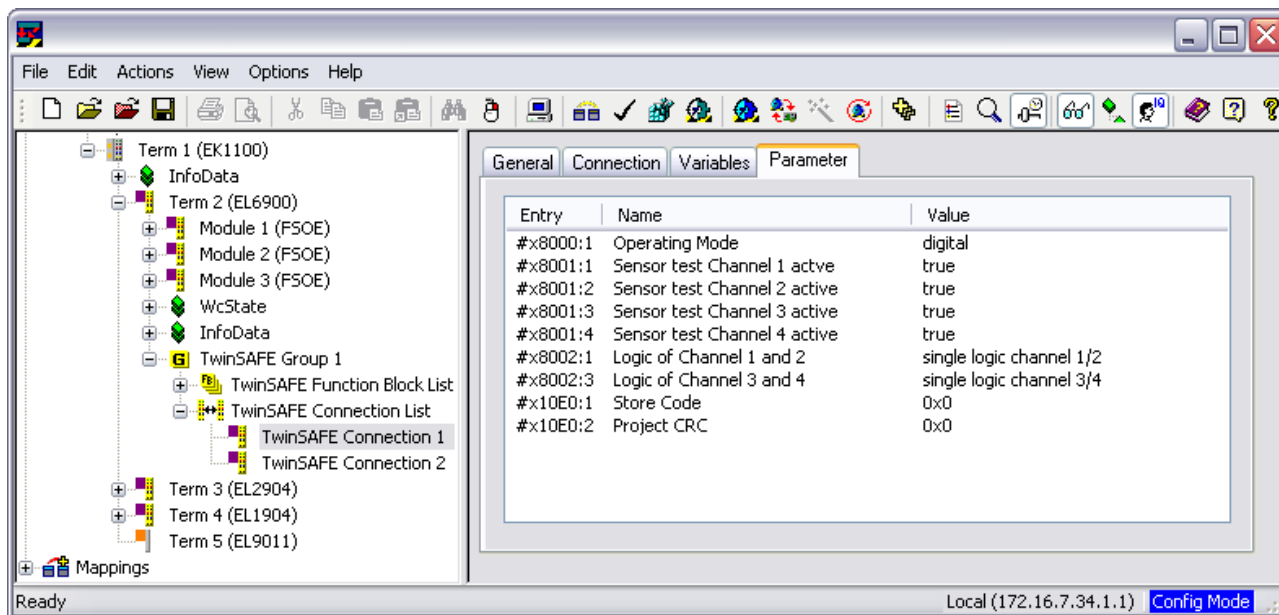 File Edit Actions View Options Help
Term 1 (EK1100)
InfoData
Term 2 (EL6900)
Module 1 (FSOE)
Module 2 (FSOE)
Module 3 (FSOE)
WcState
InfoData
G TwinSAFE Group 1
FB TwinSAFE Function Block List
TwinSAFE Connection List
TwinSAFE Connection 1
TwinSAFE Connection 2
Term 3 (EL2904)
Term 4 (EL1904)
Term 5 (EL9011)
Mappings
General Connection Variables Parameter
Entry Name Value
#x8000:1 Operating Mode digital
#x8001:1 Sensor test Channel 1 actve true
#x8001:2 Sensor test Channel 2 active true
#x8001:3 Sensor test Channel 3 active true
#x8001:4 Sensor test Channel 4 active true
#x8002:1 Logic of Channel 1 and 2 single logic channel 1/2
#x8002:3 Logic of Channel 3 and 4 single logic channel 3/4
#x10E0:1 Store Code 0x0
#x10E0:2 Project CRC 0x0
Ready Local (172.16.7.34.1.1) Config Mode